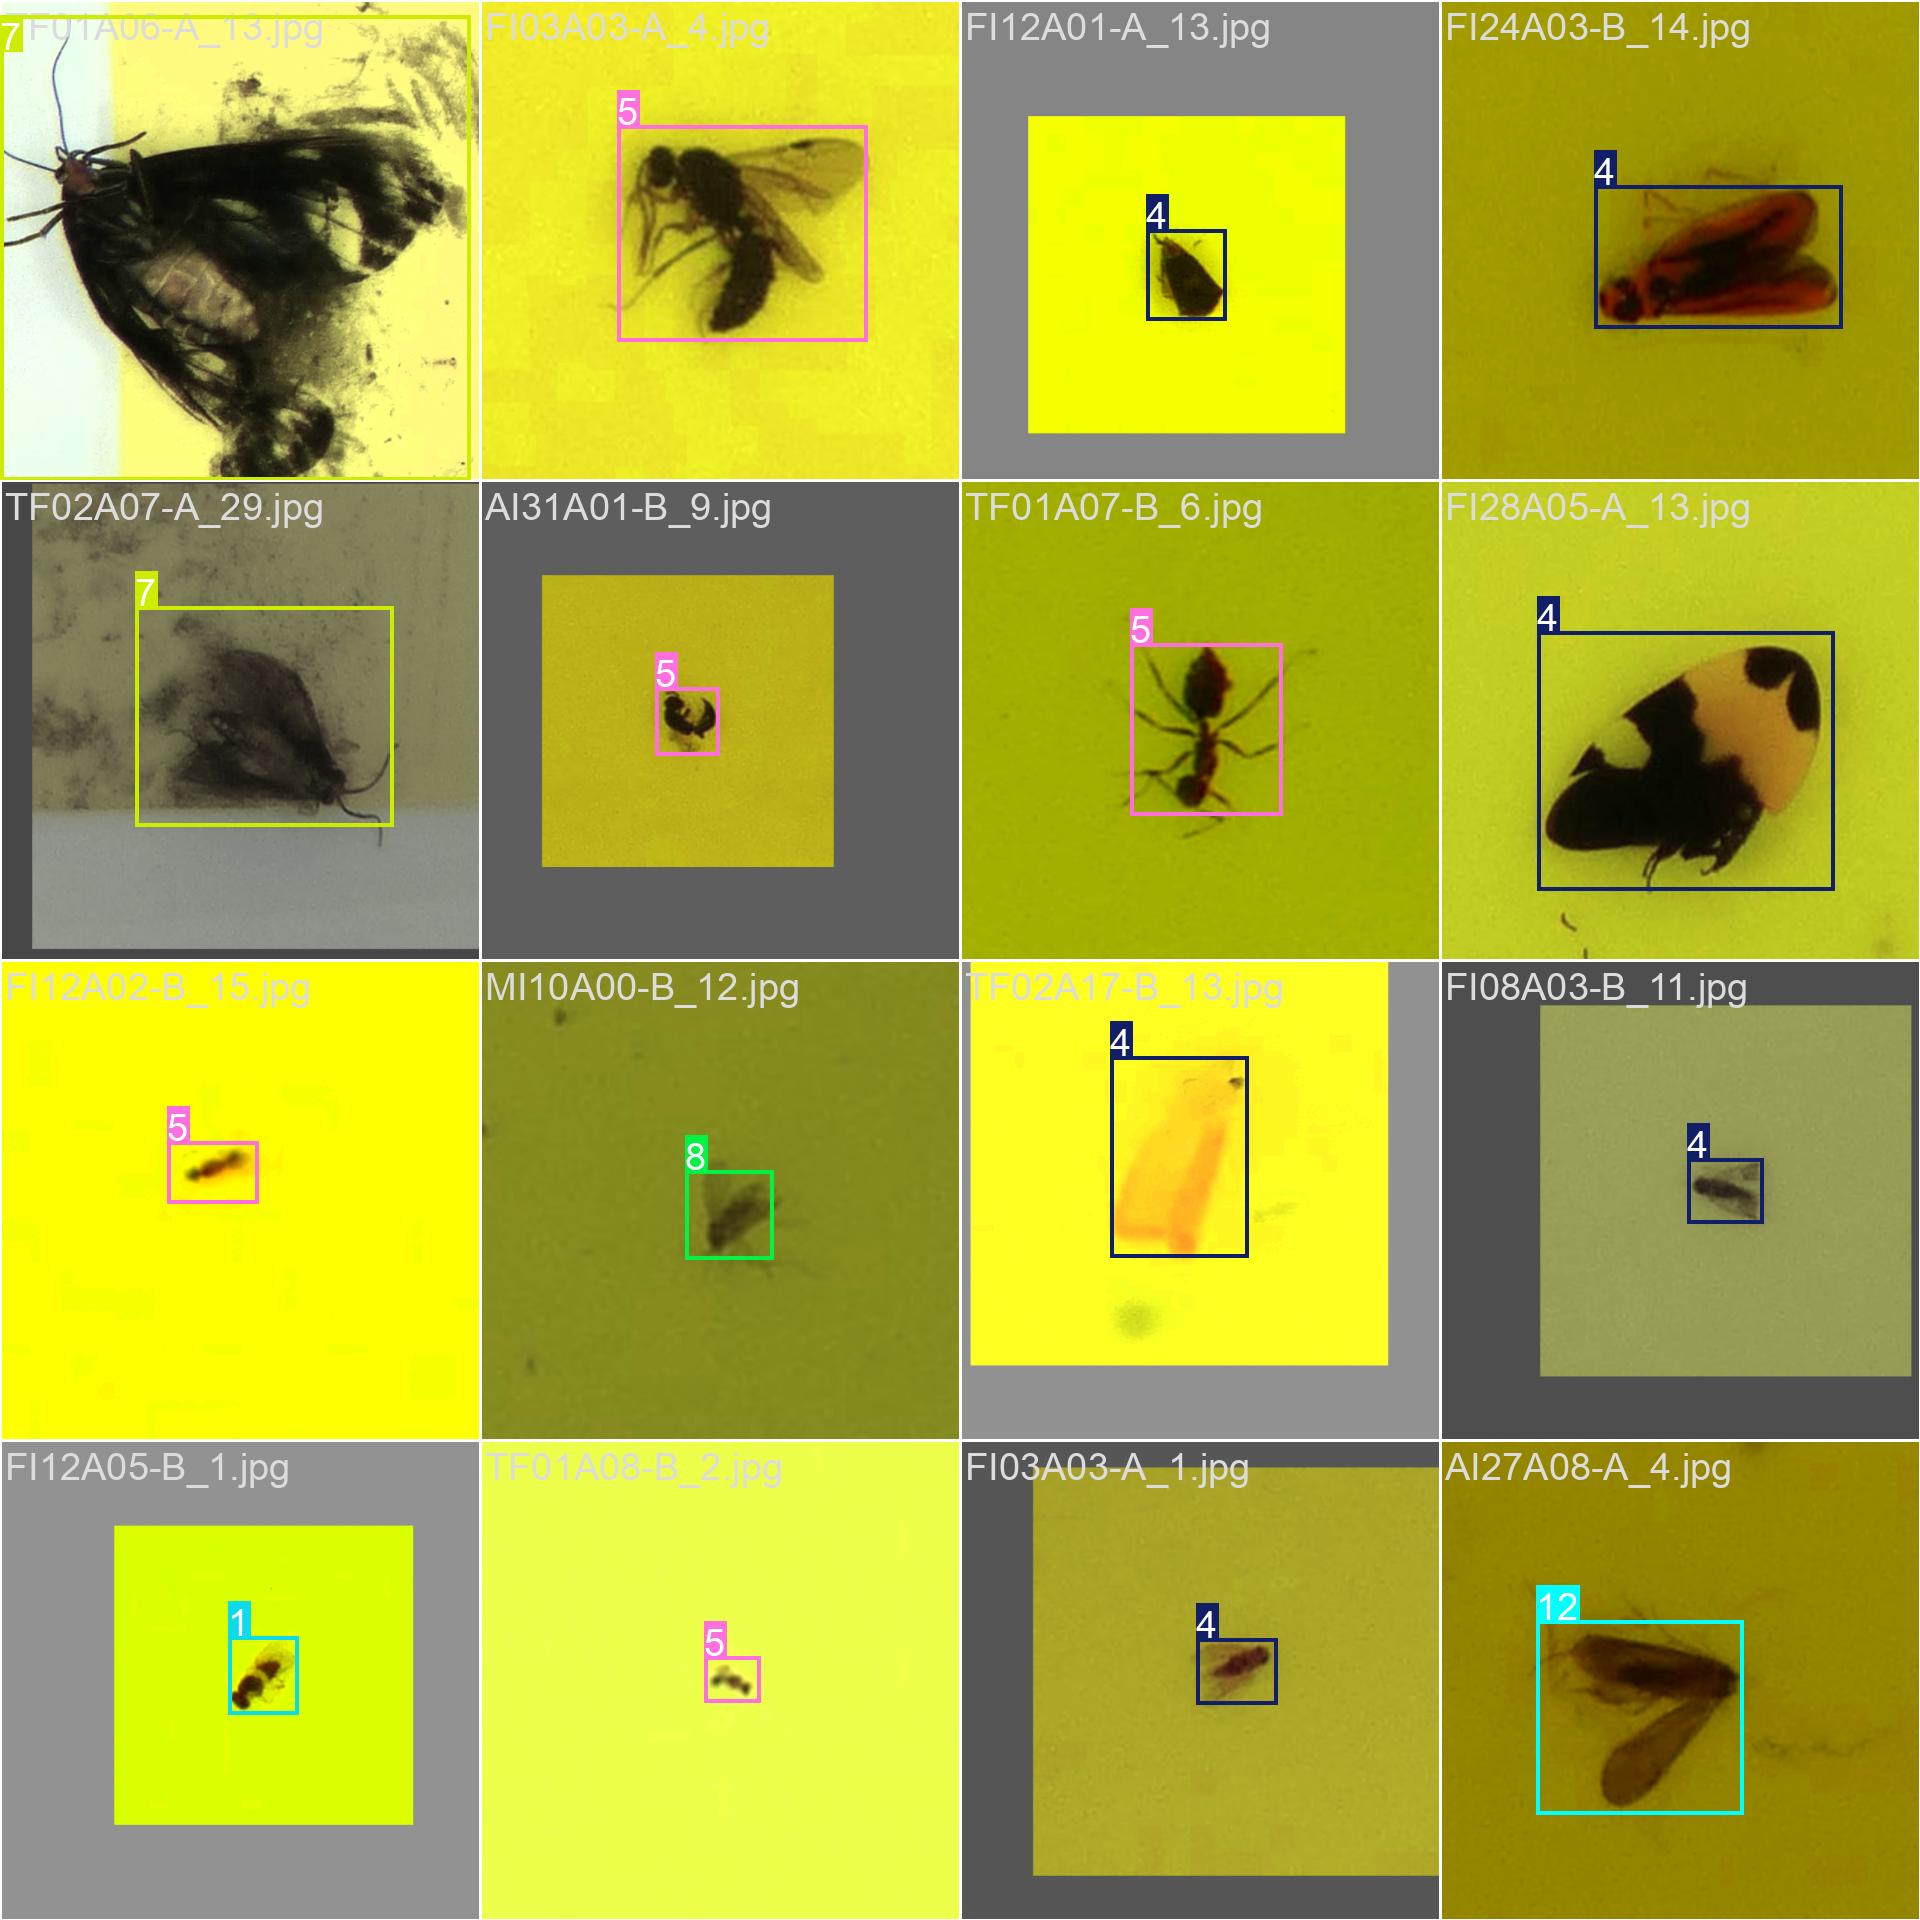 7
TF01A06-A_13.jpg
FI03A03-A_4.jpg
5
FI12A01-A_13.jpg
4
FI24A03-B_14.jpg
4
TF02A07-A_29.jpg
7
AI31A01-B_9.jpg
5
TF01A07-B_6.jpg
5
FI28A05-A_13.jpg
4
FI12A02-B_15.jpg
5
MI10A00-B_12.jpg
8
TF02A17-B_13.jpg
4
FI08A03-B_11.jpg
4
FI12A05-B_1.jpg
1
TF01A08-B_2.jpg
5
FI03A03-A_1.jpg
4
AI27A08-A_4.jpg
12